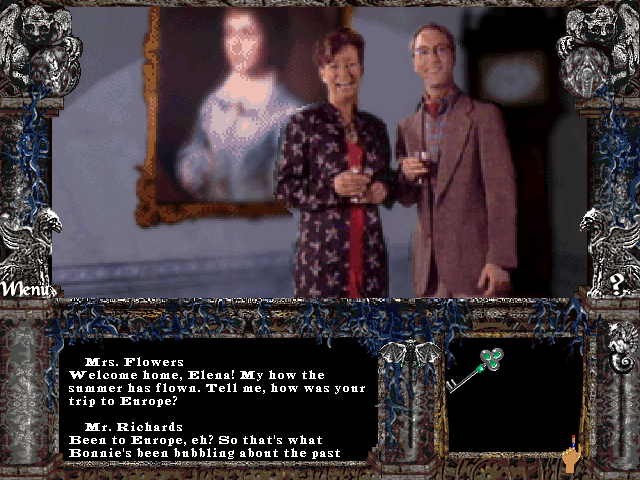 Menu
?
Mrs. Flowers
Welcome home, Elena! My how the
summer has flown. Tell me, how was your
trip to Europe?
Mr. Richards
Been to Europe, eh? So that's what
Bonnie's been bubbling about the past